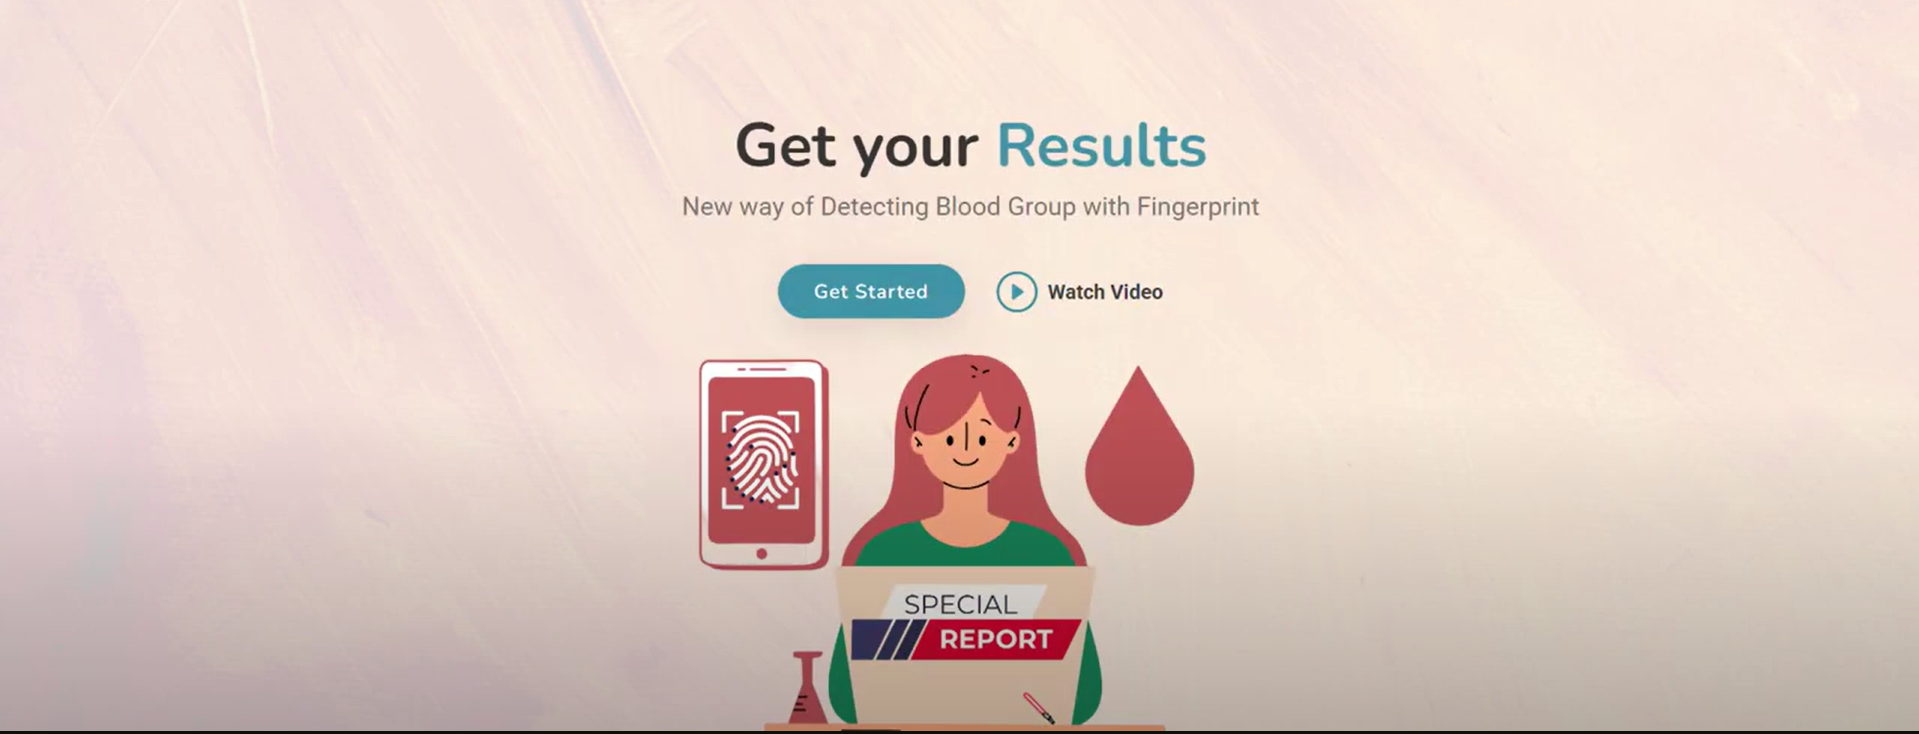 Get your Results
New way of Detecting Blood Group with Fingerprint
Get Started
Watch Video
SPECIAL
REPORT